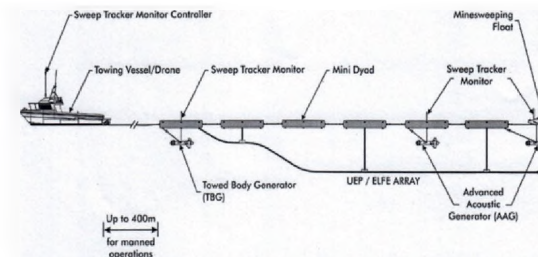 Sweep Tracker Monitor Controller
Minesweeping
Float
Towing Vessel/Drone
Sweep Tracker Monitor
Mini Dyad
Sweep Tracker
Monitor
Towed Body Generator
(TBG)
UEP / ELFE ARRAY
Advanced
Acoustic
Generator (AAG)
Up to 400m
for manned
operations